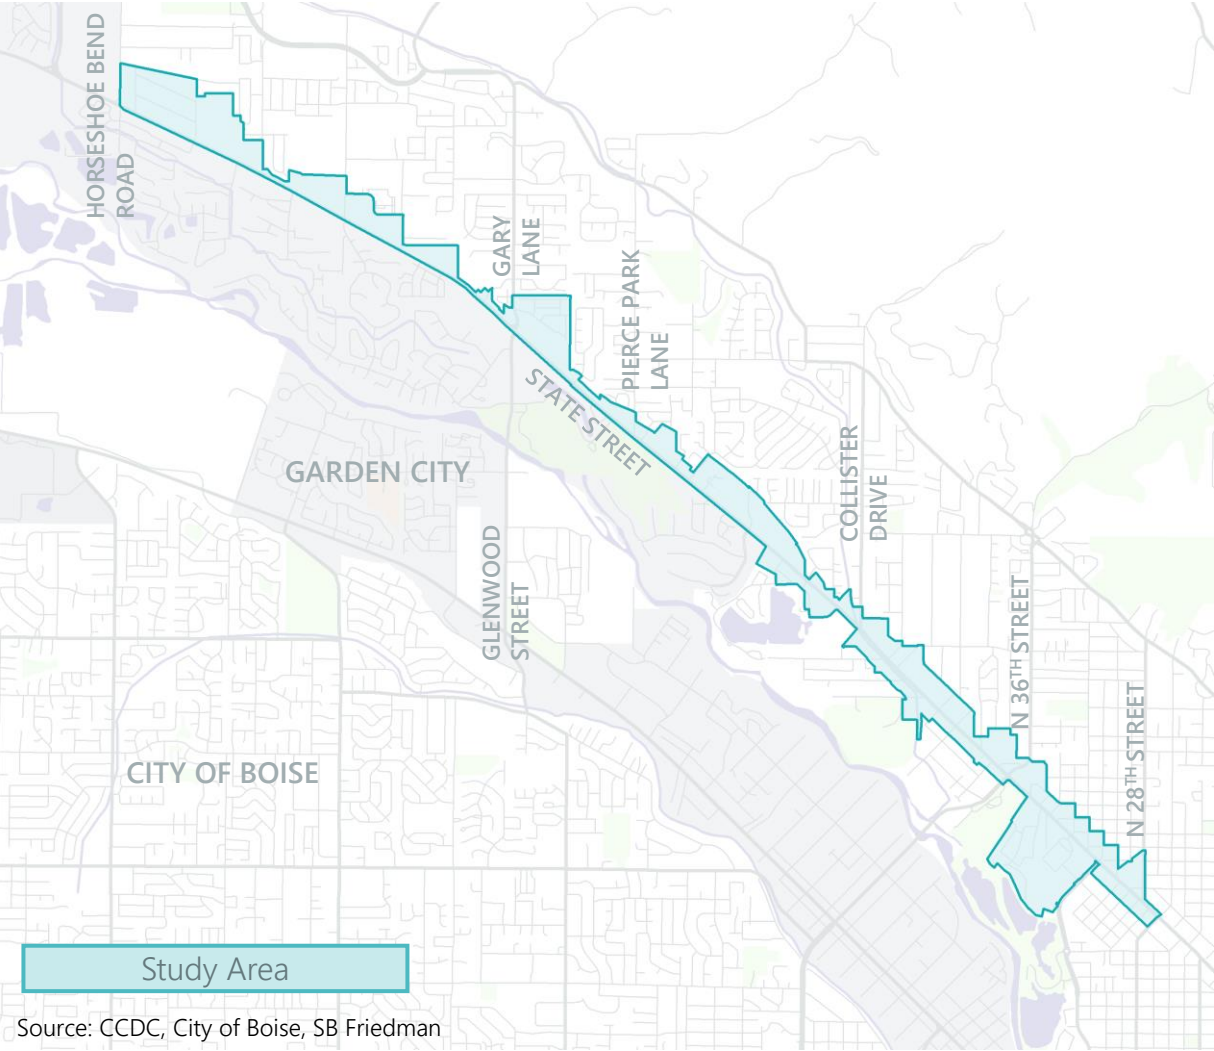 HORSESHOE BEND
ROAD
GARY
LANE
PIERCE PARK
LANE
STATE STREET
GARDEN CITY
COLLISTER
DRIVE
GLENWOOD
STREET
N 36TH STREET
N 28TH STREET
CITY OF BOISE
Study Area
Source: CCDC, City of Boise, SB Friedman